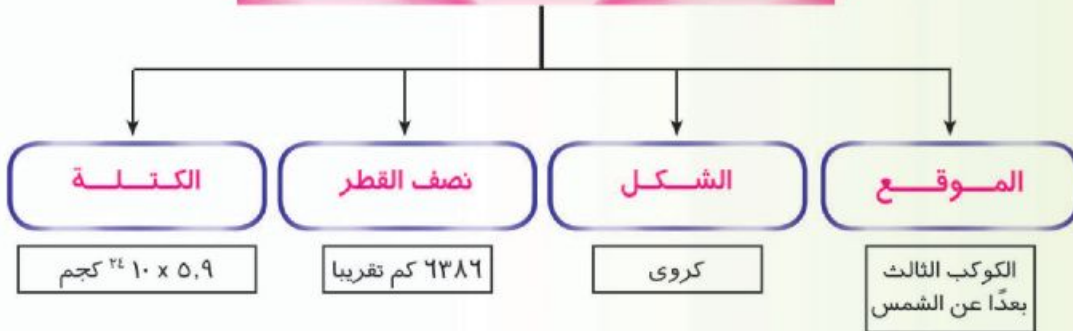 الموقع
الكوكب الثالث
بعدًا عن الشمس
الشكل
كروى
نصف القطر
٦٣٨٦ كم تقريبا
الكتلة
٥,٩ x ١٠ ٢٤ كجم